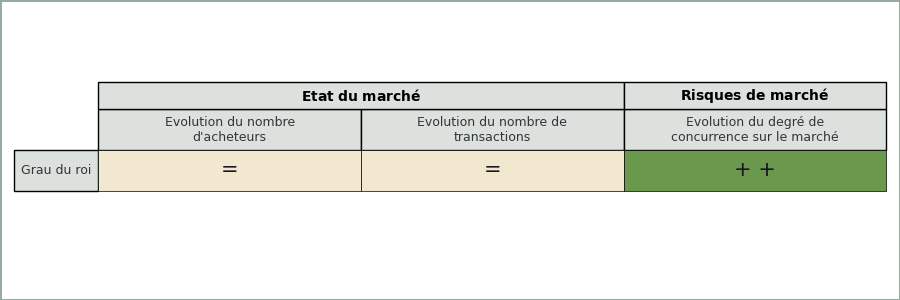 Etat du marché
Risques de marché
Evolution du nombre
d'acheteurs
Evolution du nombre de
transactions
Evolution du degré de
concurrence sur le marché
Grau du roi
=
=
+ +